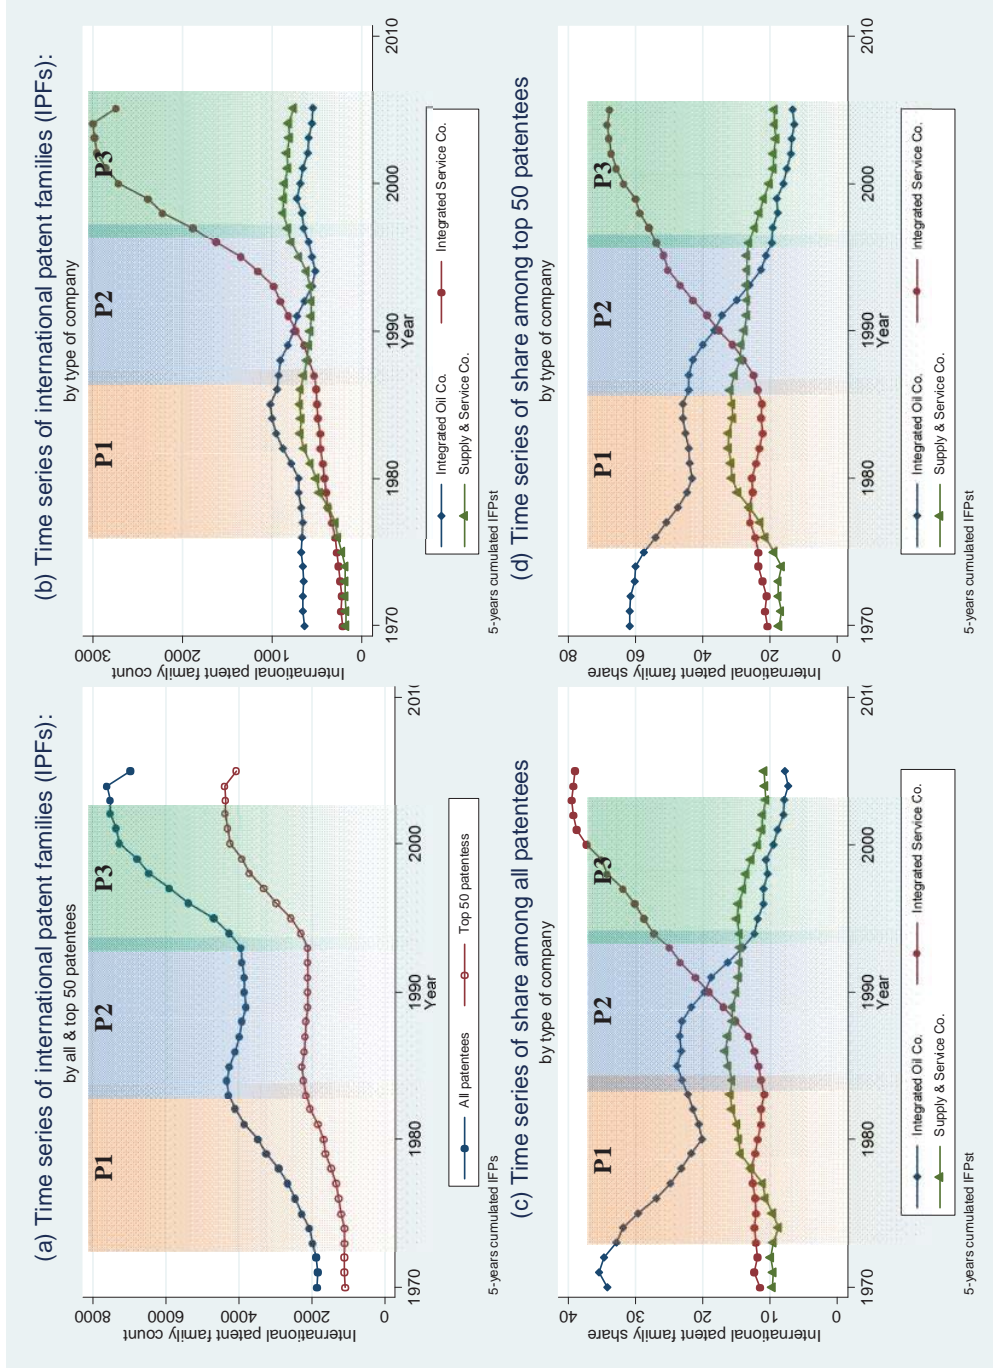 (a) Time series of international patent families (IPFs):
by all & top 50 patentees
International patent family count
0
2000
4000
6000
8000
P1
P2
P3
1970
1980
1990
2000
201(
Year
All patentees
Top 50 patentess
5-years cumulated IFPs
(b) Time series of international patent families (IPFs):
by type of company
International patent family count
0
1000
2000
3000
P1
P2
P3
1970
1980
1990
2000
2010
Year
Integrated Oil Co.
Integrated Service Co.
Supply & Service Co.
5-years cumulated IFPst
(c) Time series of share among all patentees
by type of company
International patent family share
0
10
20
30
40
P1
P2
P3
1970
1980
1990
2000
201(
Year
Integrated Oil Co.
Integrated Service Co.
Supply & Service Co.
5-years cumulated IFPst
(d) Time series of share among top 50 patentees
by type of company
International patent family share
0
20
40
60
80
P1
P2
P3
1970
1980
1990
2000
2010
Year
Integrated Oil Co.
Integrated Service Co.
Supply & Service Co.
5-years cumulated IFPst